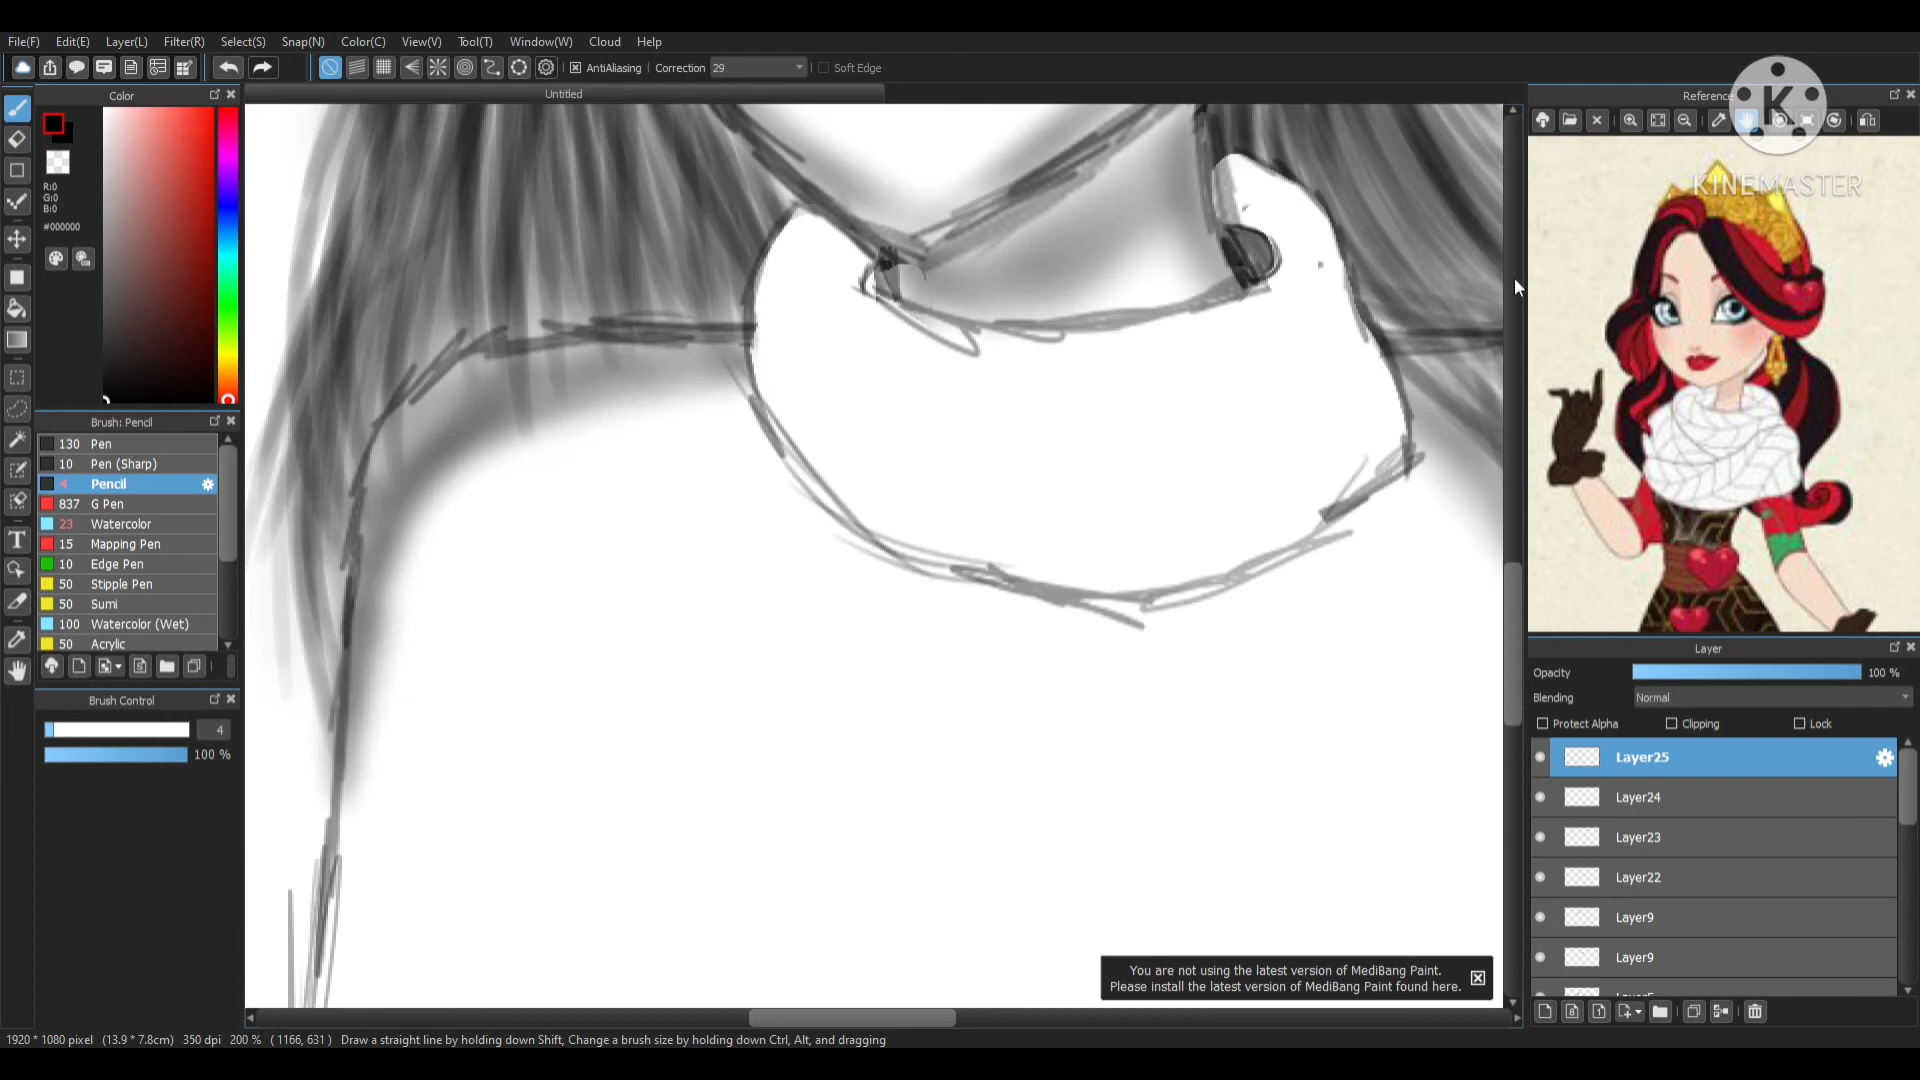 File(F) Edit(E) Layer(L) Filter(R) Select(S) Snap(N) Color(C) View(V) Tool(T) Window(W) Cloud Help
AntiAliasing Correction 29 Soft Edge
Color
Untitled
Reference
K
KINEMASTER
R:0
G:0
B:0
#000000
Brush: Pencil
130 Pen
10 Pen (Sharp)
4 Pencil
837 G Pen
23 Watercolor
15 Mapping Pen
10 Edge Pen
50 Stipple Pen
50 Sumi
100 Watercolor (Wet)
50 Acrylic
Brush Control
4
100 %
Layer
Opacity 100 %
Blending Normal
Protect Alpha Clipping Lock
Layer25
Layer24
Layer23
Layer22
Layer9
Layer9
You are not using the latest version of MediBang Paint.
Please install the latest version of MediBang Paint found here.
1920 * 1080 pixel (13.9 * 7.8cm) 350 dpi 200 % ( 1166, 631 ) Draw a straight line by holding down Shift, Change a brush size by holding down Ctrl, Alt, and dragging